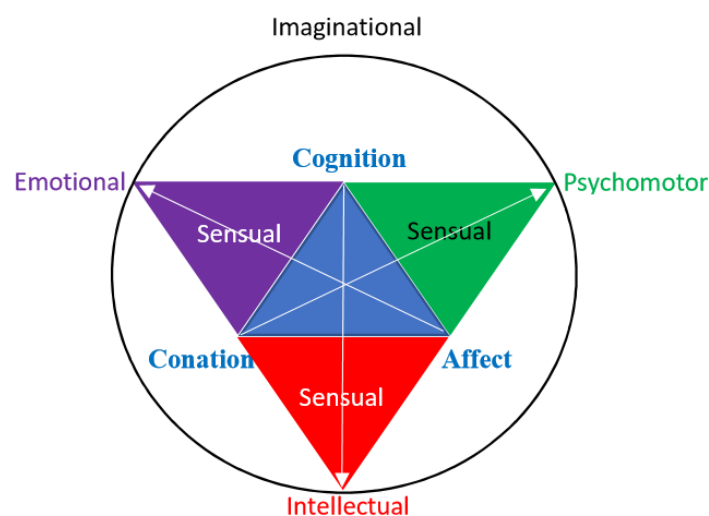 Imaginational
Cognition
Emotional
Psychomotor
Sensual
Sensual
Conation
Affect
Sensual
Intellectual